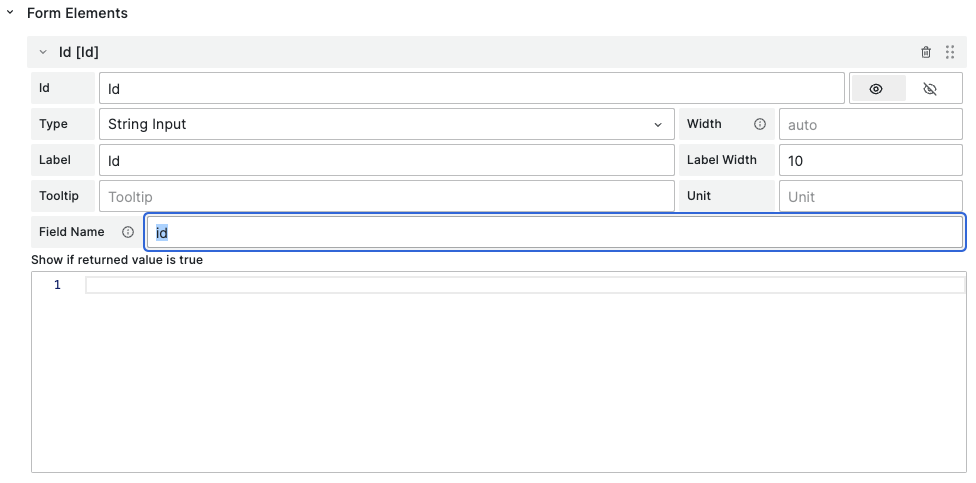 Form Elements
Id [Id]
Id Id
Type String Input Width auto
Label Id Label Width 10
Tooltip Tooltip Unit Unit
Field Name id
Show if returned value is true
1